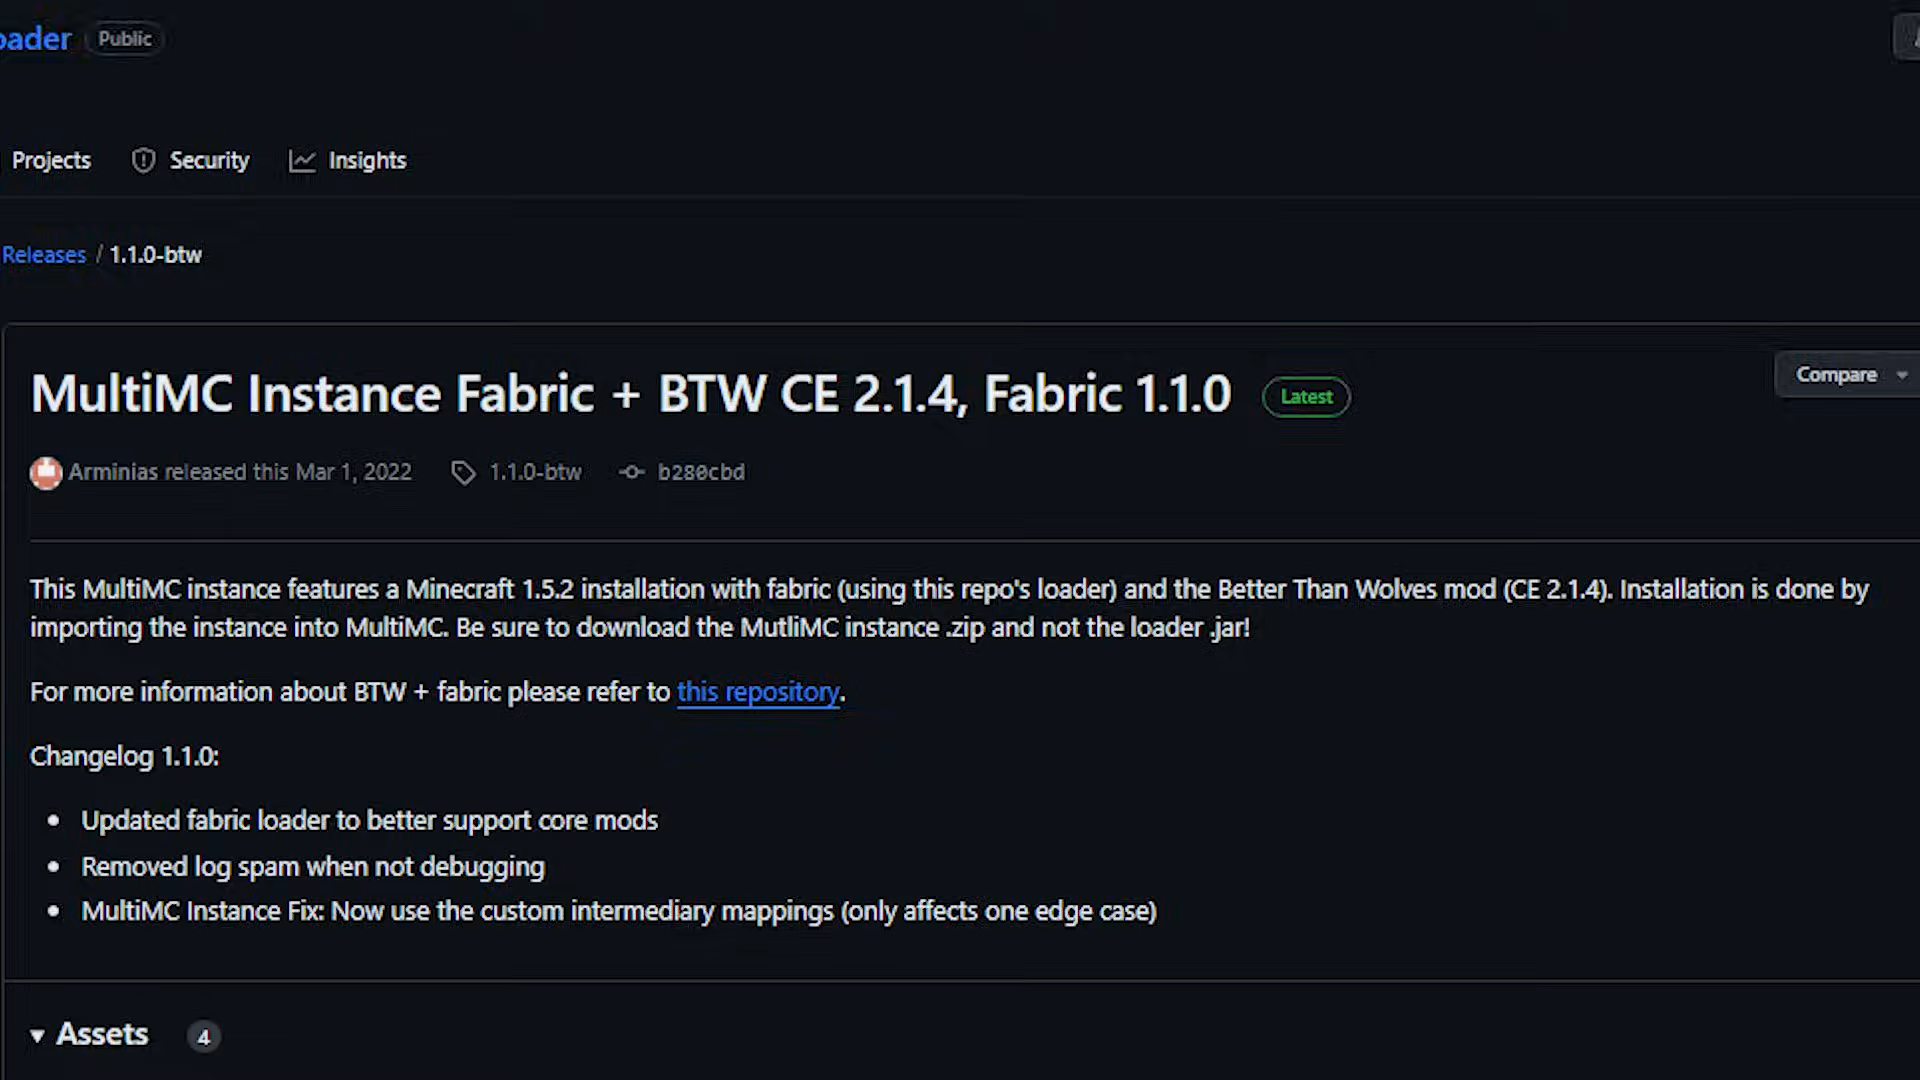 oader Public
Projects Security Insights
Releases / 1.1.0-btw
MultiMC Instance Fabric + BTW CE 2.1.4, Fabric 1.1.0 Latest
Compare
Arminias released this Mar 1, 2022 1.1.0-btw b280cbd
This MultiMC instance features a Minecraft 1.5.2 installation with fabric (using this repo's loader) and the Better Than Wolves mod (CE 2.1.4). Installation is done by
importing the instance into MultiMC. Be sure to download the MutliMC instance .zip and not the loader .jar!
For more information about BTW + fabric please refer to this repository.
Changelog 1.1.0:
• Updated fabric loader to better support core mods
• Removed log spam when not debugging
• MultiMC Instance Fix: Now use the custom intermediary mappings (only affects one edge case)
Assets 4